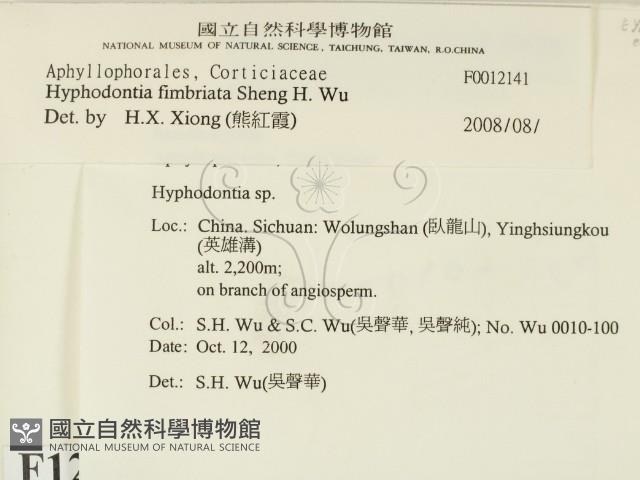 國立自然科學博物館
NATIONAL MUSEUM OF NATURAL SCIENCE, TAICHUNG, TAIWAN, R.O.CHINA
Aphyllophorales, Corticiaceae F0012141
Hyphodontia fimbriata Sheng H. Wu
Det. by H.X. Xiong (熊紅霞) 2008/08/
Hyphodontia sp.
Loc.: China. Sichuan: Wolungshan (臥龍山), Yinghsiungkou
(英雄溝)
alt. 2,200m;
on branch of angiosperm.
Col.: S.H. Wu & S.C. Wu(吳聲華, 吳聲純); No. Wu 0010-100
Date: Oct. 12, 2000
Det.: S.H. Wu(吳聲華)
國立自然科學博物館
NATIONAL MUSEUM OF NATURAL SCIENCE